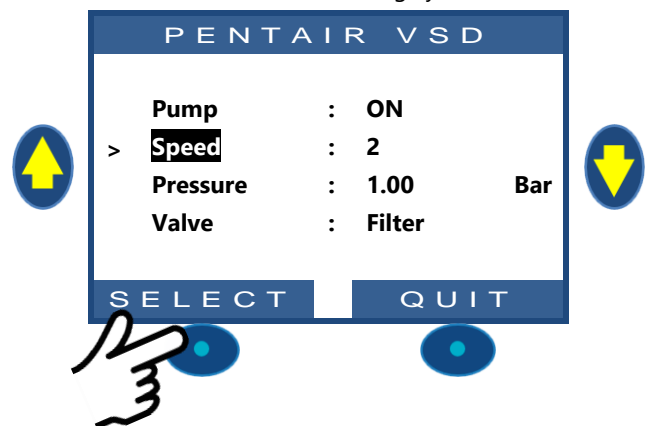 PENTAIR VSD
Pump : ON
> Speed : 2
Pressure : 1.00 Bar
Valve : Filter
SELECT QUIT